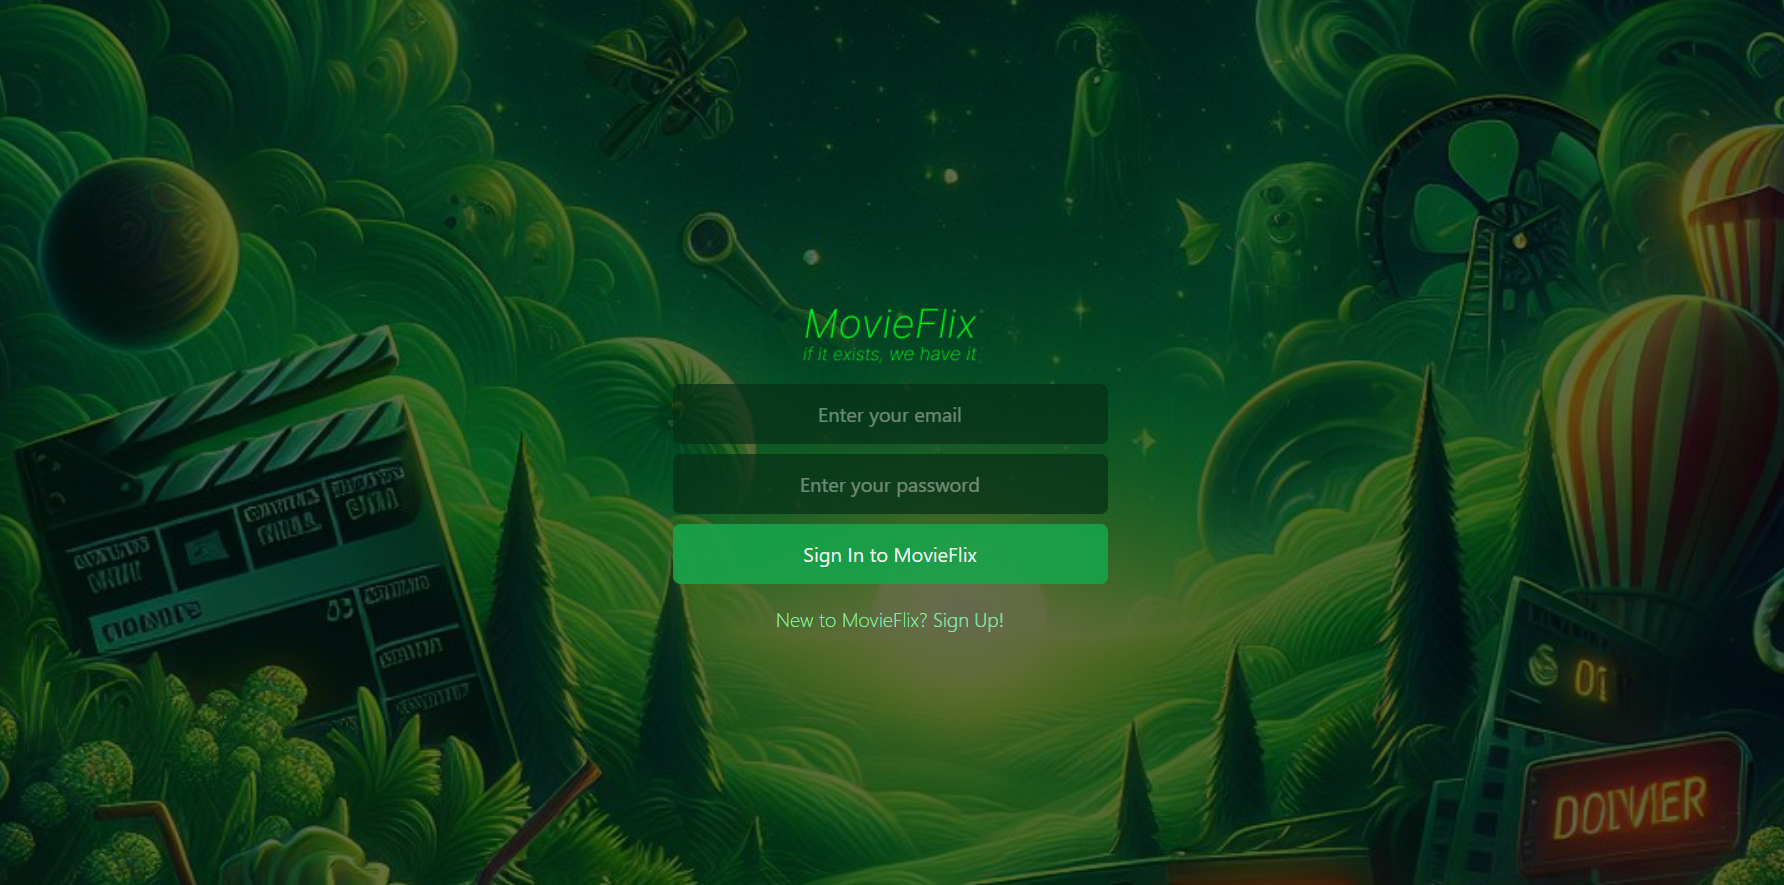 MovieFlix
if it exists, we have it
Enter your email
Enter your password
Sign In to MovieFlix
New to MovieFlix? Sign Up!
01
DOIVIER